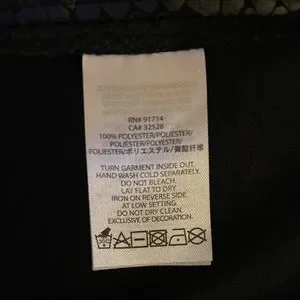 RN# 91714
CA# 32528
100% POLYESTER/POLIÉSTER/
POLIESTER/POLYESTER/
POLYESTER/ポリエステル/聚酯纤维
TURN GARMENT INSIDE OUT.
HAND WASH COLD SEPARATELY.
DO NOT BLEACH.
LAY FLAT TO DRY
IRON ON REVERSE SIDE
AT LOW SETTING.
DO NOT DRY CLEAN.
EXCLUSIVE OF DECORATION.